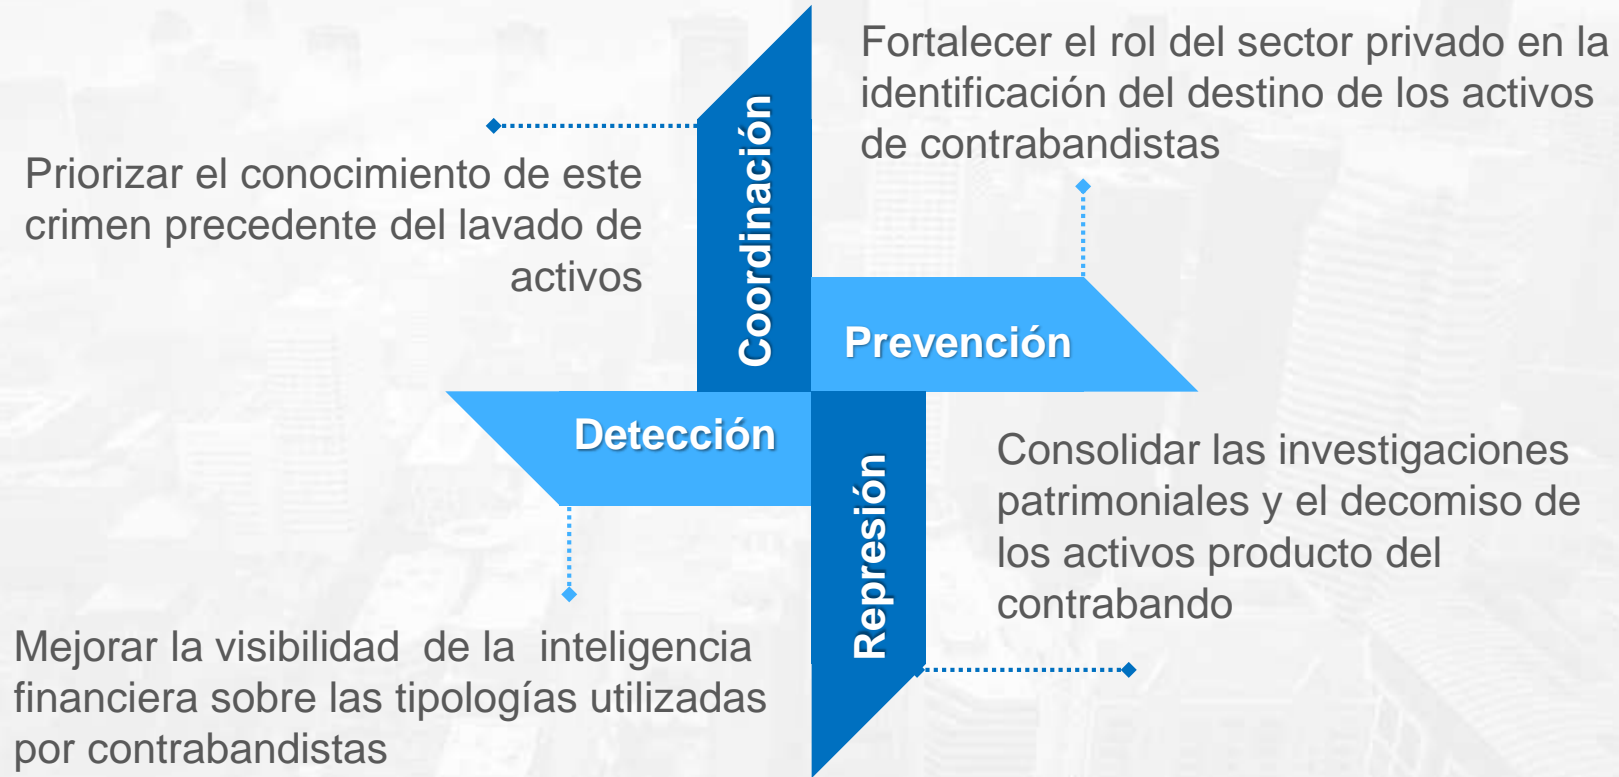 Coordinación
Priorizar el conocimiento de este
crimen precedente del lavado de
activos
Prevención
Fortalecer el rol del sector privado en la
identificación del destino de los activos
de contrabandistas
Detección
Mejorar la visibilidad de la inteligencia
financiera sobre las tipologías utilizadas
por contrabandistas
Represión
Consolidar las investigaciones
patrimoniales y el decomiso de
los activos producto del
contrabando